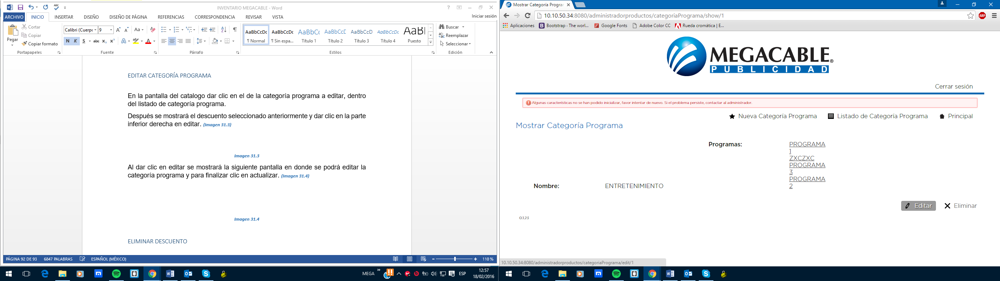 INVENTARIO MEGACABLE - Word
ARCHIVO INICIO INSERTAR DISEÑO DISEÑO DE PÁGINA REFERENCIAS CORRESPONDENCIA REVISAR VISTA Iniciar sesión
Pegar
Cortar
Copiar
Copiar formato
Portapapeles
Calibri (Cuerpo 9
N K S abc x₂ x²
Fuente
Párrafo
AaBbCcDc AaBbCcDc AaBbCc AaBbCcE AaBbCcD AaBbCcDc AaBl
¶ Normal ¶ Sin espa... Título 1 Título 2 Título 3 Título 4 Puesto
Estilos
Buscar
Reemplazar
Seleccionar
Edición
EDITAR CATEGORÍA PROGRAMA
En la pantalla del catalogo dar clic en el de la categoría programa a editar, dentro
del listado de categoría programa.
Después se mostrará el descuento seleccionado anteriormente y dar clic en la parte
inferior derecha en editar. (Imagen 31.3)
Imagen 31.3
Al dar clic en editar se mostrará la siguiente pantalla en donde se podrá editar la
categoría programa y para finalizar clic en actualizar. (Imagen 31.4)
Imagen 31.4
ELIMINAR DESCUENTO
PÁGINA 92 DE 93 6847 PALABRAS ESPAÑOL (MÉXICO) 110 %
MEGA ESP 12:57
18/02/2016
Mostrar Categoría Program
10.10.50.34:8080/administradorproductos/categoriaPrograma/show/1
ABP
Aplicaciones Bootstrap · The worl... Google Fonts Adobe Color CC Rueda cromática | E...
MEGACABLE®
PUBLICIDAD
Cerrar sesión
Algunas características no se han podido inicializar, favor intentar de nuevo. Si el problema persiste, contactar al administrador.
Nueva Categoría Programa Listado de Categoría Programa Principal
Mostrar Categoría Programa
Programas:
PROGRAMA
1
ZXCZXC
PROGRAMA
3
PROGRAMA
2
Nombre: ENTRETENIMIENTO
Editar Eliminar
0.1.23
10.10.50.34:8080/administradorproductos/categoriaPrograma/edit/1